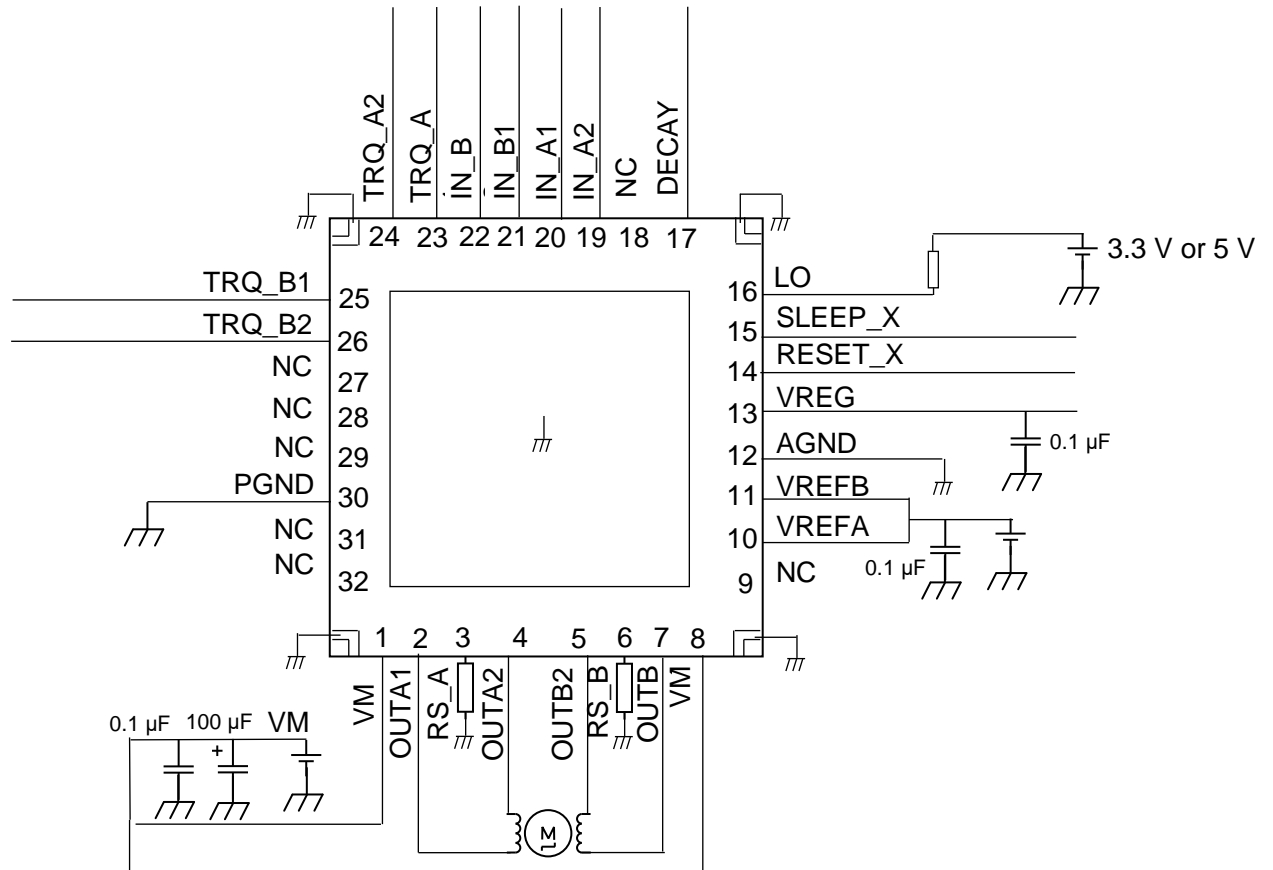 TRQ_A2
TRQ_A
IN_B
IN_B1
IN_A1
IN_A2
NC
DECAY
24 23 22 21 20 19 18 17
TRQ_B1 25
TRQ_B2 26
NC 27
NC 28
NC 29
PGND 30
NC 31
NC 32
16 LO
3.3 V or 5 V
15 SLEEP_X
14 RESET_X
13 VREG
0.1 µF
12 AGND
11 VREFB
10 VREFA
0.1 µF
9 NC
1 2 3 4 5 6 7 8
VM
OUTA1
RS_A
OUTA2
OUTB2
RS_B
OUTB
VM
0.1 µF 100 µF VM
+
M